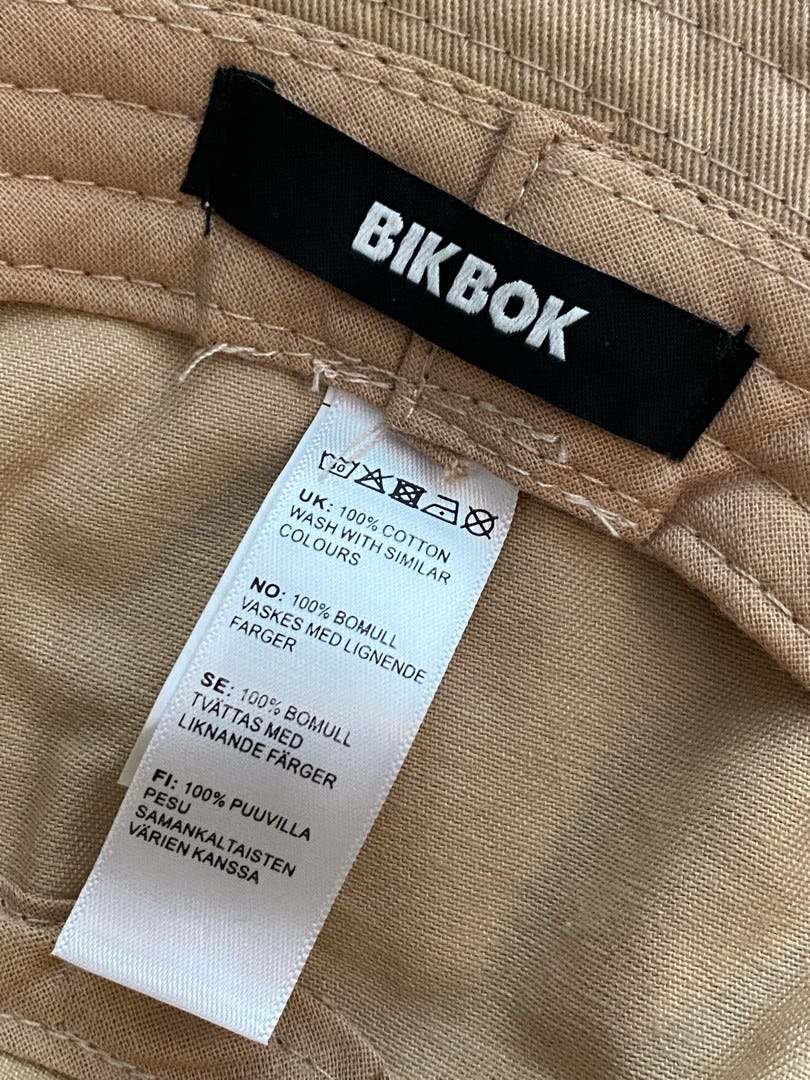 BIKBOK
40
UK: 100% COTTON
WASH WITH SIMILAR
COLOURS
NO: 100% BOMULL
VASKES MED LIGNENDE
FARGER
SE: 100% BOMULL
TVÄTTAS MED
LIKNANDE FÄRGER
FI: 100% PUUVILLA
PESU
SAMANKALTAISTEN
VÄRIEN KANSSA